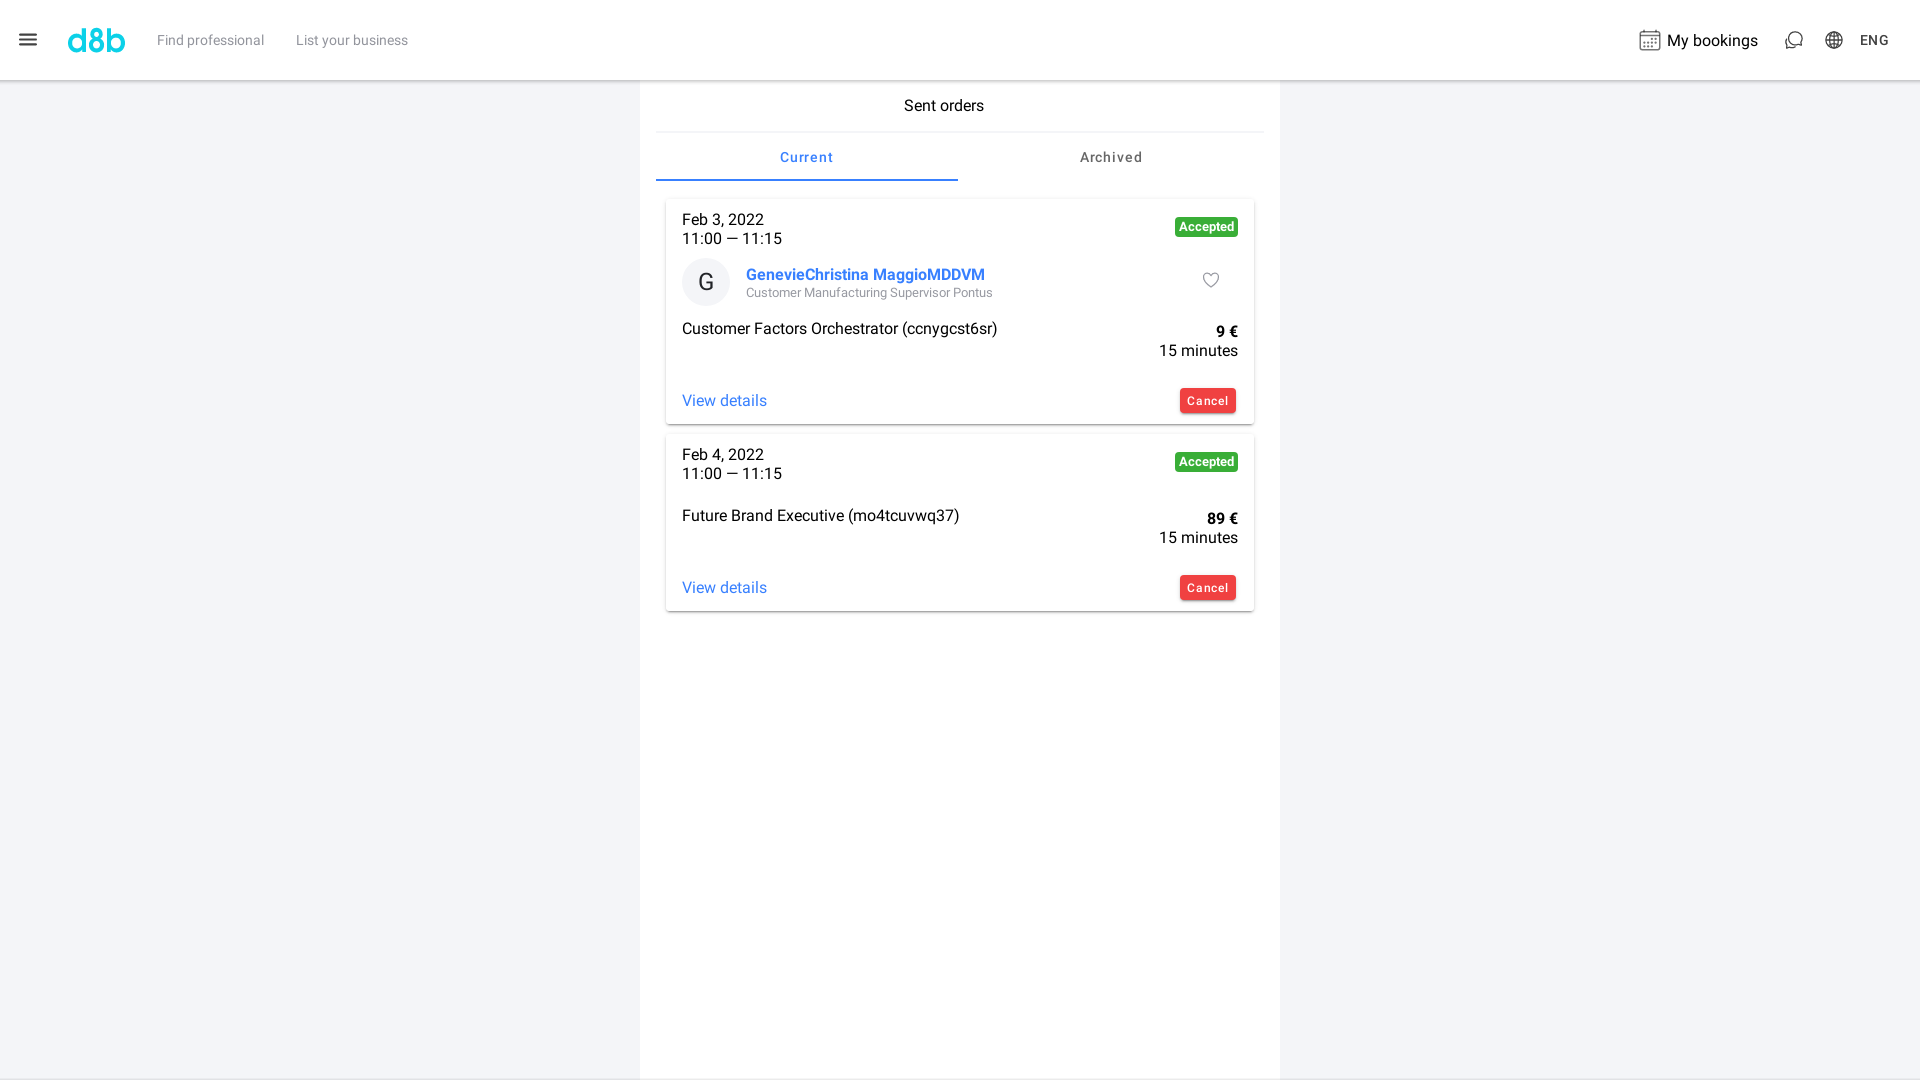 d8b
Find professional
List your business
My bookings
ENG
Sent orders
Current
Archived
Feb 3, 2022
11:00 — 11:15
Accepted
G
GenevieChristina MaggioMDDVM
Customer Manufacturing Supervisor Pontus
Customer Factors Orchestrator (ccnygcst6sr)
9 €
15 minutes
View details
Cancel
Feb 4, 2022
11:00 — 11:15
Accepted
Future Brand Executive (mo4tcuvwq37)
89 €
15 minutes
View details
Cancel